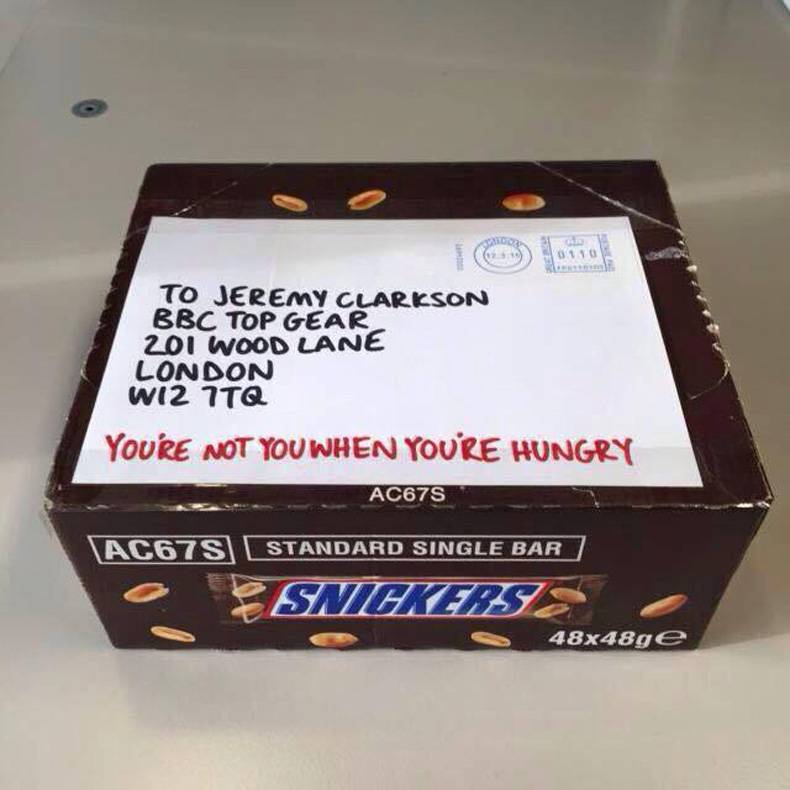 LONDON
0110
TO JEREMY CLARKSON
BBC TOP GEAR
201 WOOD LANE
LONDON
W12 7TQ
YOU'RE NOT YOU WHEN YOU'RE HUNGRY
AC67S
AC67S STANDARD SINGLE BAR
SNICKERS
48x48g℮